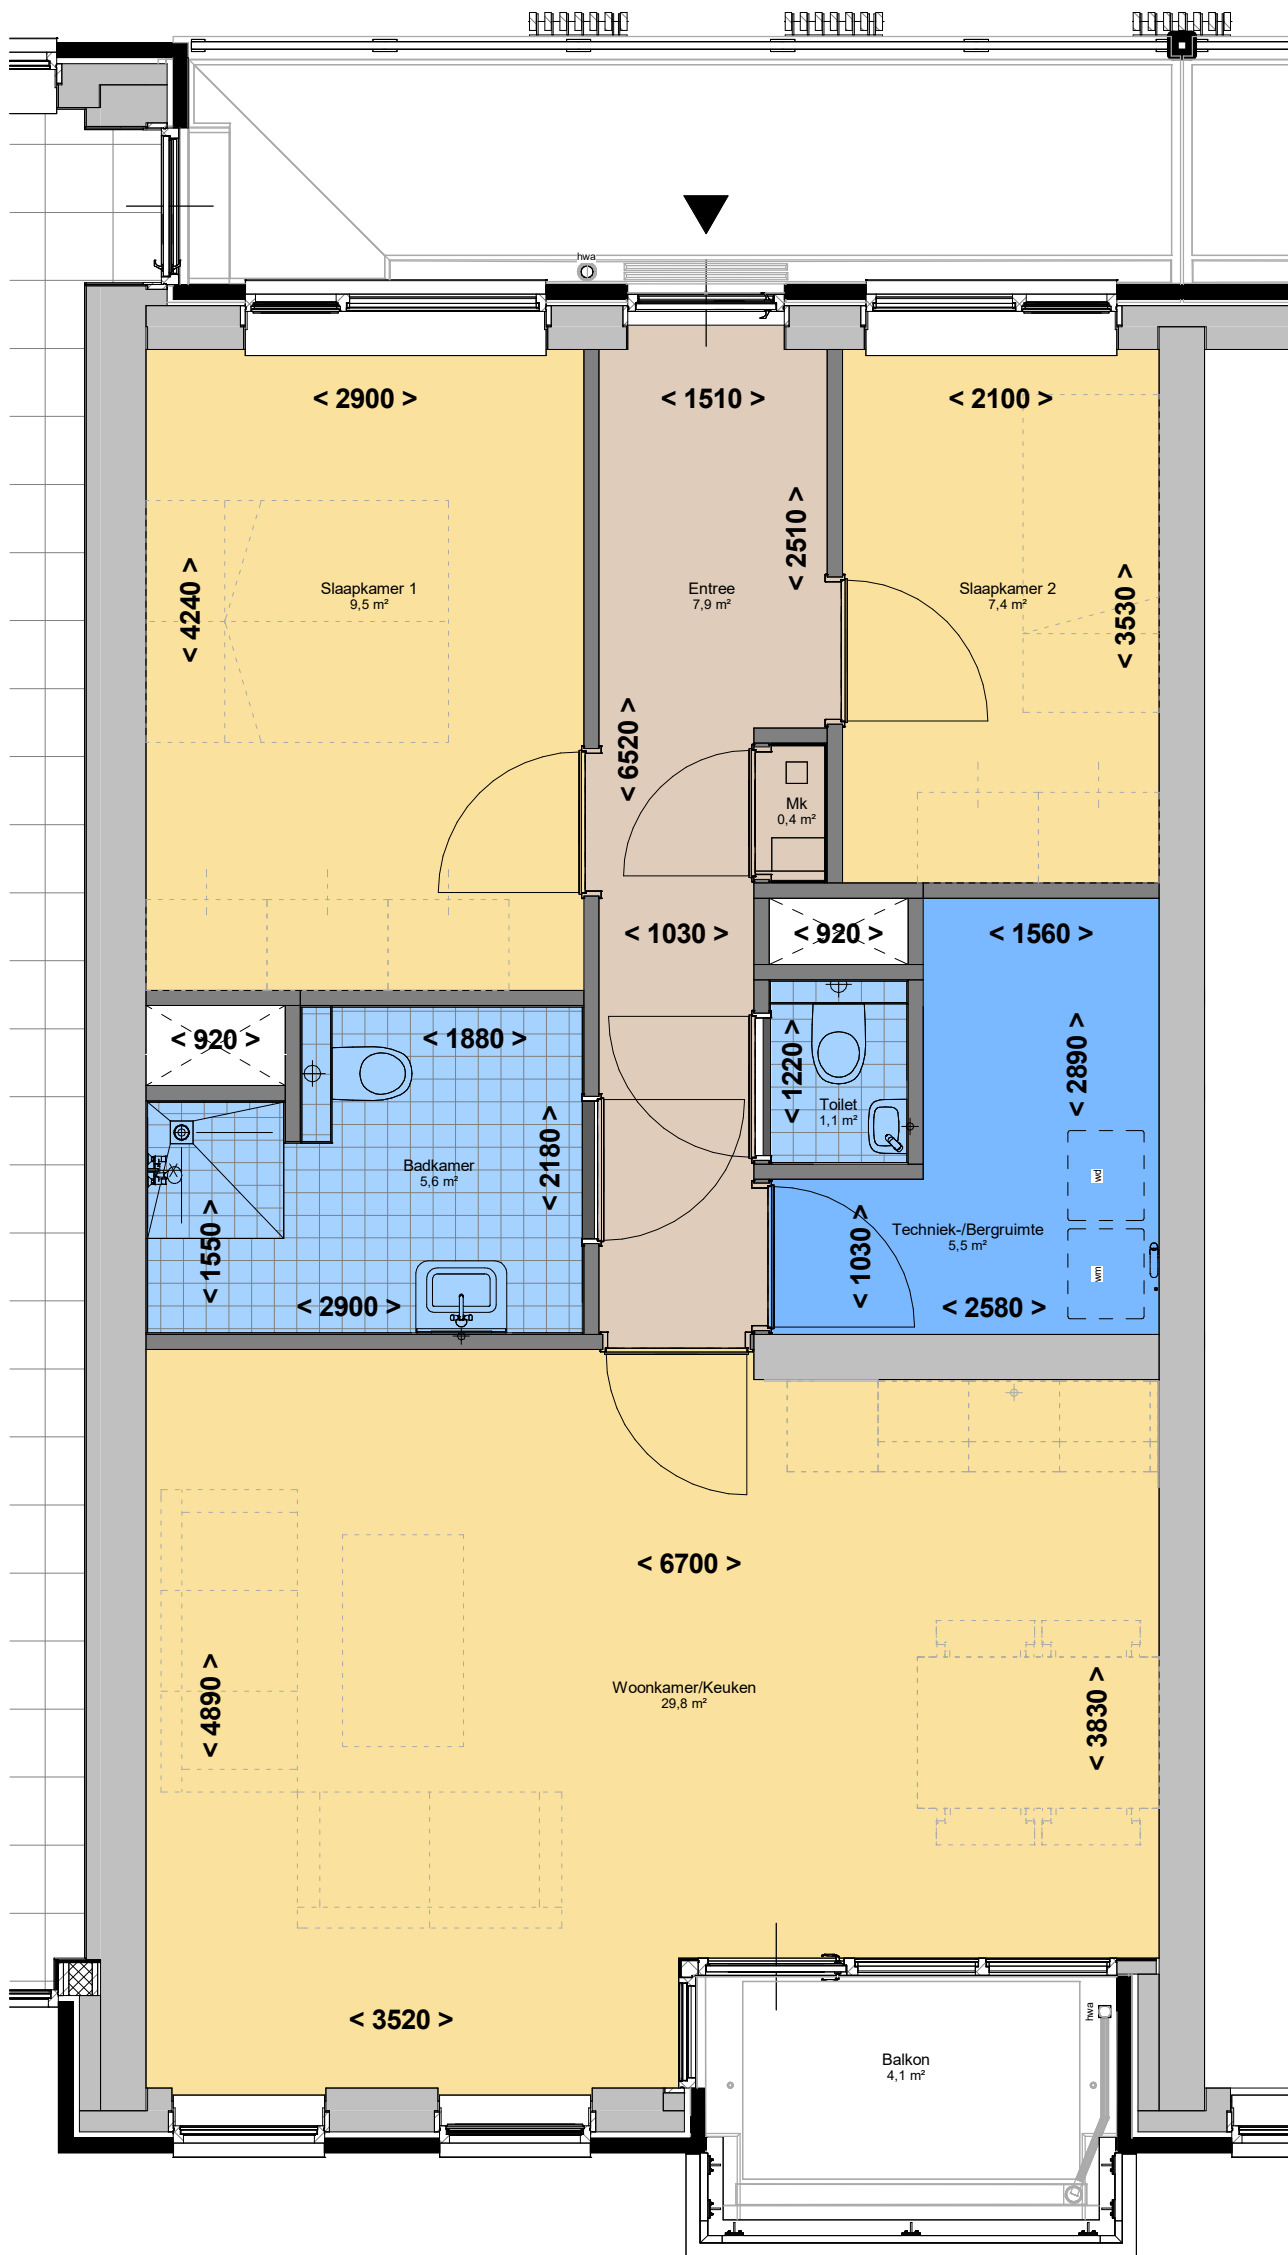 hwa
< 2900 >
< 1510 >
< 2100 >
< 2510 >
< 4240 >
Slaapkamer 1
9,5 m²
Entree
7,9 m²
Slaapkamer 2
7,4 m²
< 3530 >
< 6520 >
Mk
0,4 m²
< 1030 >
< 920 >
< 1560 >
< 920 >
< 1880 >
< 1220 >
< 2890 >
Toilet
1,1 m²
Badkamer
5,6 m²
< 2180 >
wd
< 1550 >
< 1030 >
Techniek-/Bergruimte
5,5 m²
wm
< 2900 >
< 2580 >
< 6700 >
< 4890 >
Woonkamer/Keuken
29,8 m²
< 3830 >
< 3520 >
hwa
Balkon
4,1 m²